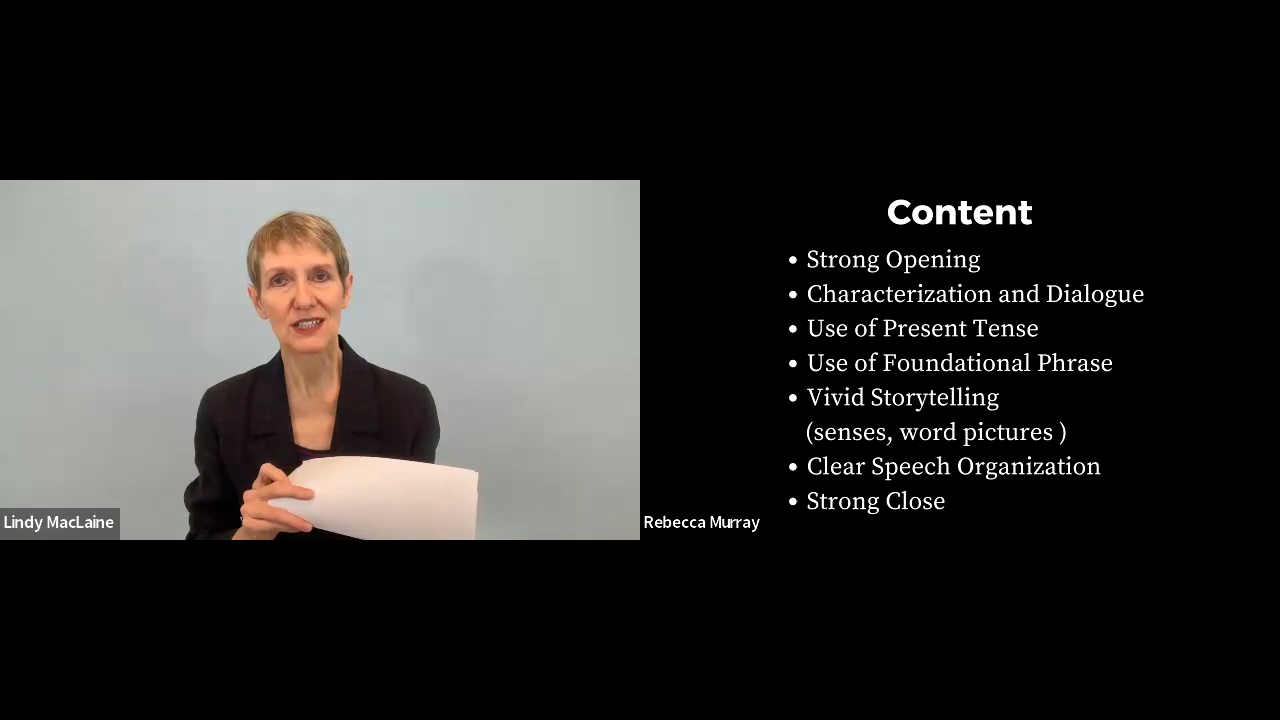 Content
• Strong Opening
• Characterization and Dialogue
• Use of Present Tense
• Use of Foundational Phrase
• Vivid Storytelling
(senses, word pictures )
• Clear Speech Organization
• Strong Close
Lindy MacLaine
Rebecca Murray